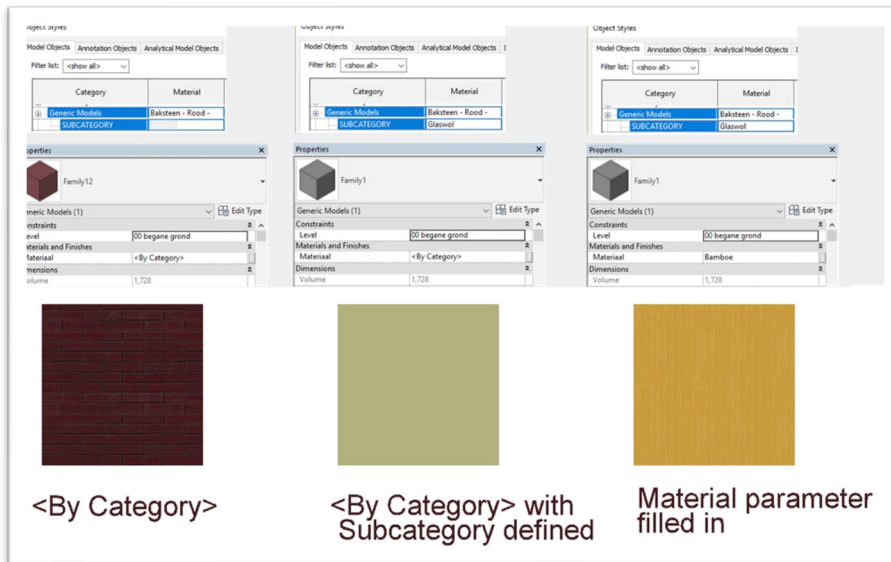 Object Styles
Model Objects Annotation Objects Analytical Model Objects
Filter list: <show all>
Category Material
Generic Models Baksteen - Rood -
SUBCATEGORY
Properties
Family12
Generic Models (1) Edit Type
Constraints
Level 00 begane grond
Materials and Finishes
Materiaal <By Category>
Dimensions
Volume 1,728
<By Category>
Object Styles
Model Objects Annotation Objects Analytical Model Objects
Filter list: <show all>
Category Material
Generic Models Baksteen - Rood -
SUBCATEGORY Glaswol
Properties
Family1
Generic Models (1) Edit Type
Constraints
Level 00 begane grond
Materials and Finishes
Materiaal <By Category>
Dimensions
Volume 1,728
<By Category> with
Subcategory defined
Object Styles
Model Objects Annotation Objects Analytical Model Objects
Filter list: <show all>
Category Material
Generic Models Baksteen - Rood -
SUBCATEGORY Glaswol
Properties
Family1
Generic Models (1) Edit Type
Constraints
Level 00 begane grond
Materials and Finishes
Materiaal Bamboe
Dimensions
Volume 1,728
Material parameter
filled in